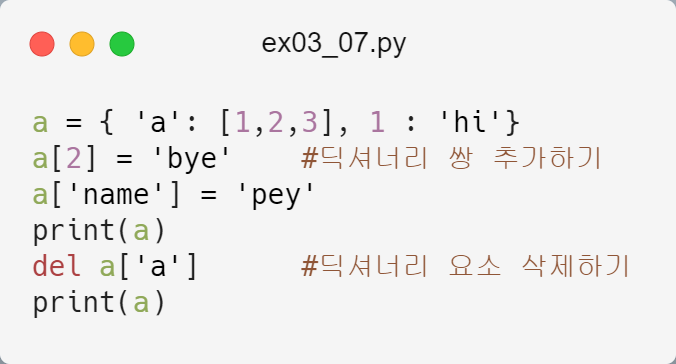 ex03_07.py
a = { 'a': [1,2,3], 1 : 'hi'}
a[2] = 'bye'    #딕셔너리 쌍 추가하기
a['name'] = 'pey'
print(a)
del a['a']      #딕셔너리 요소 삭제하기
print(a)